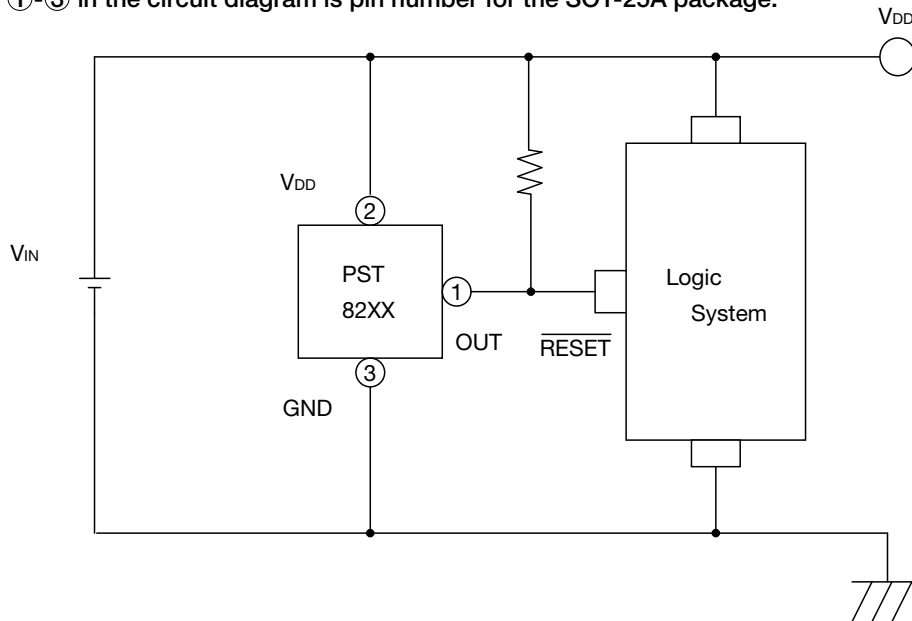 ①-③ in the circuit diagram is pin number for the SOT-25A package.
VDD
VDD
②
VIN
PST
82XX
①
OUT
RESET
Logic
System
③
GND